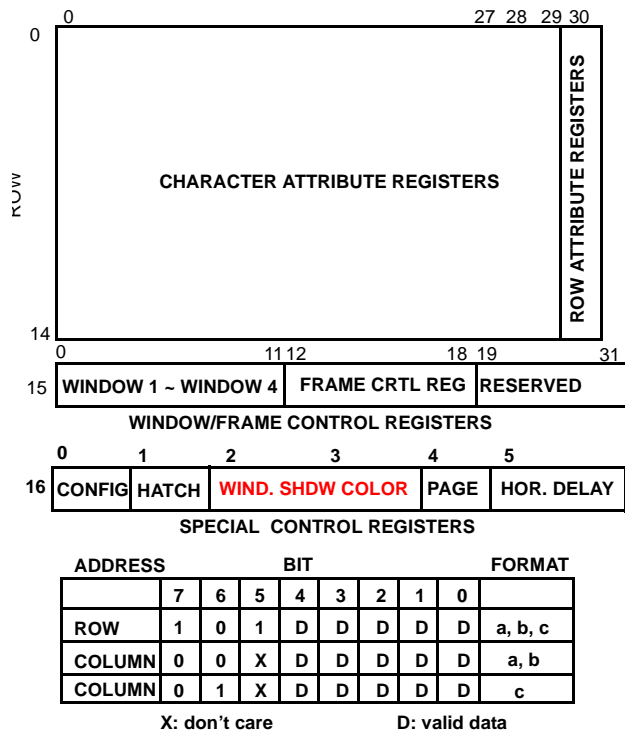 0 27 28 29 30
0
ROW
CHARACTER ATTRIBUTE REGISTERS
ROW ATTRIBUTE REGISTERS
14
0 11 12 18 19 31
15 WINDOW 1 ~ WINDOW 4 FRAME CRTL REG RESERVED
WINDOW/FRAME CONTROL REGISTERS
0 1 2 3 4 5
16 CONFIG HATCH WIND. SHDW COLOR PAGE HOR. DELAY
SPECIAL CONTROL REGISTERS
ADDRESS BIT FORMAT
7 6 5 4 3 2 1 0
ROW 1 0 1 D D D D D a, b, c
COLUMN 0 0 X D D D D D a, b
COLUMN 0 1 X D D D D D c
X: don't care D: valid data